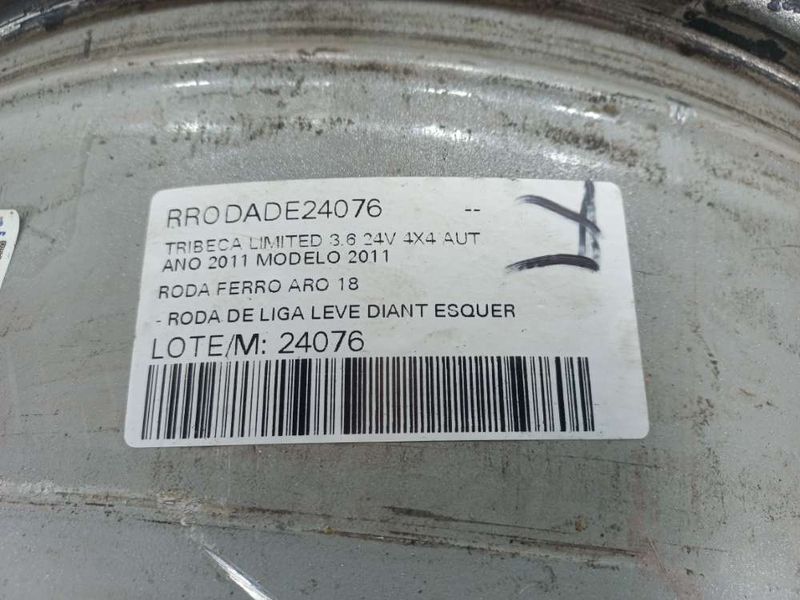 RRODADE24076 --
TRIBECA LIMITED 3.6 24V 4X4 AUT
ANO 2011 MODELO 2011
RODA FERRO ARO 18
- RODA DE LIGA LEVE DIANT ESQUER
LOTE/M: 24076